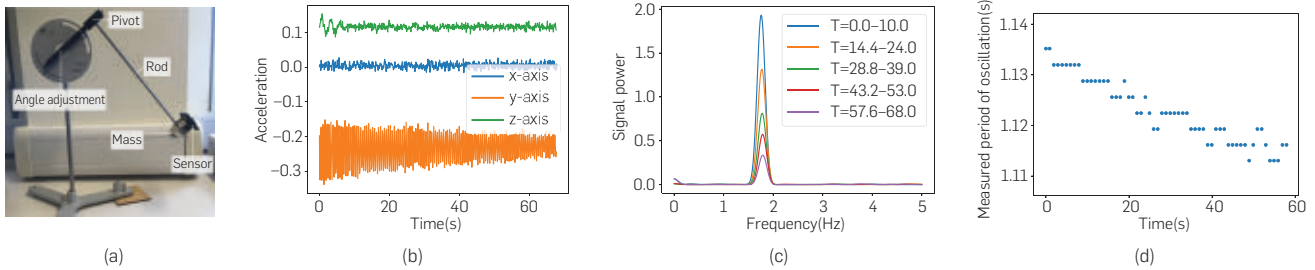 Pivot
Rod
Angle adjustment
Mass
Sensor
(a)
Acceleration
0.1
0.0
−0.1
−0.2
−0.3
x-axis
y-axis
z-axis
0
20
40
60
Time(s)
(b)
Signal power
2.0
1.5
1.0
0.5
0.0
T=0.0–10.0
T=14.4–24.0
T=28.8–39.0
T=43.2–53.0
T=57.6–68.0
0
1
2
3
4
5
Frequency(Hz)
(c)
Measured period of oscillation(s)
1.14
1.13
1.12
1.11
0
20
40
60
Time(s)
(d)